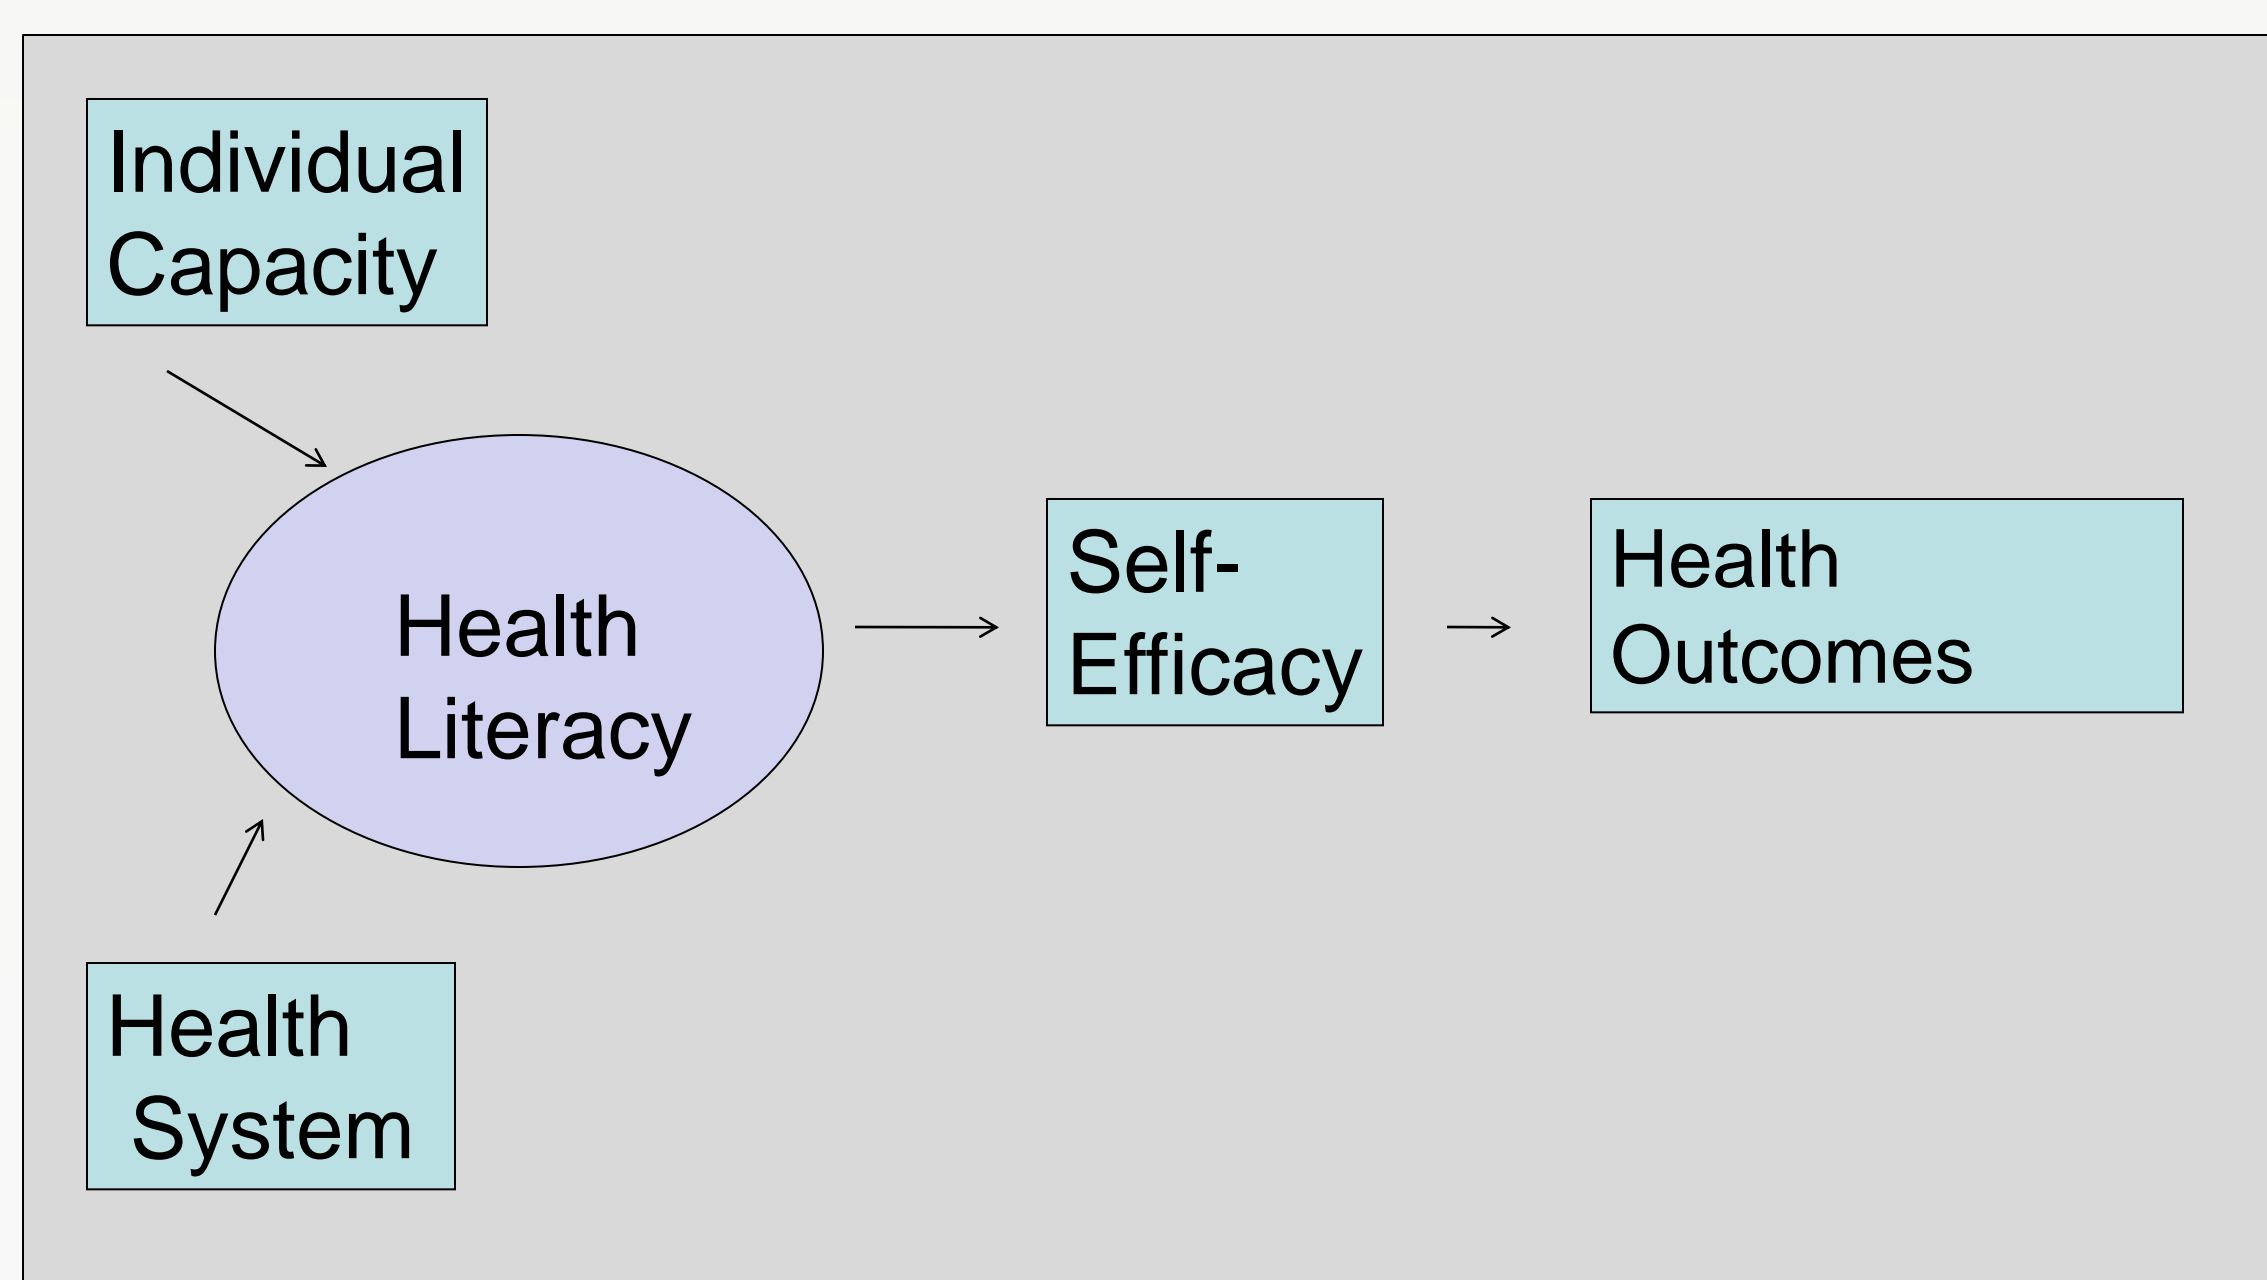 Individual
Capacity
Health
Literacy
Self-
Efficacy
Health
Outcomes
Health
System